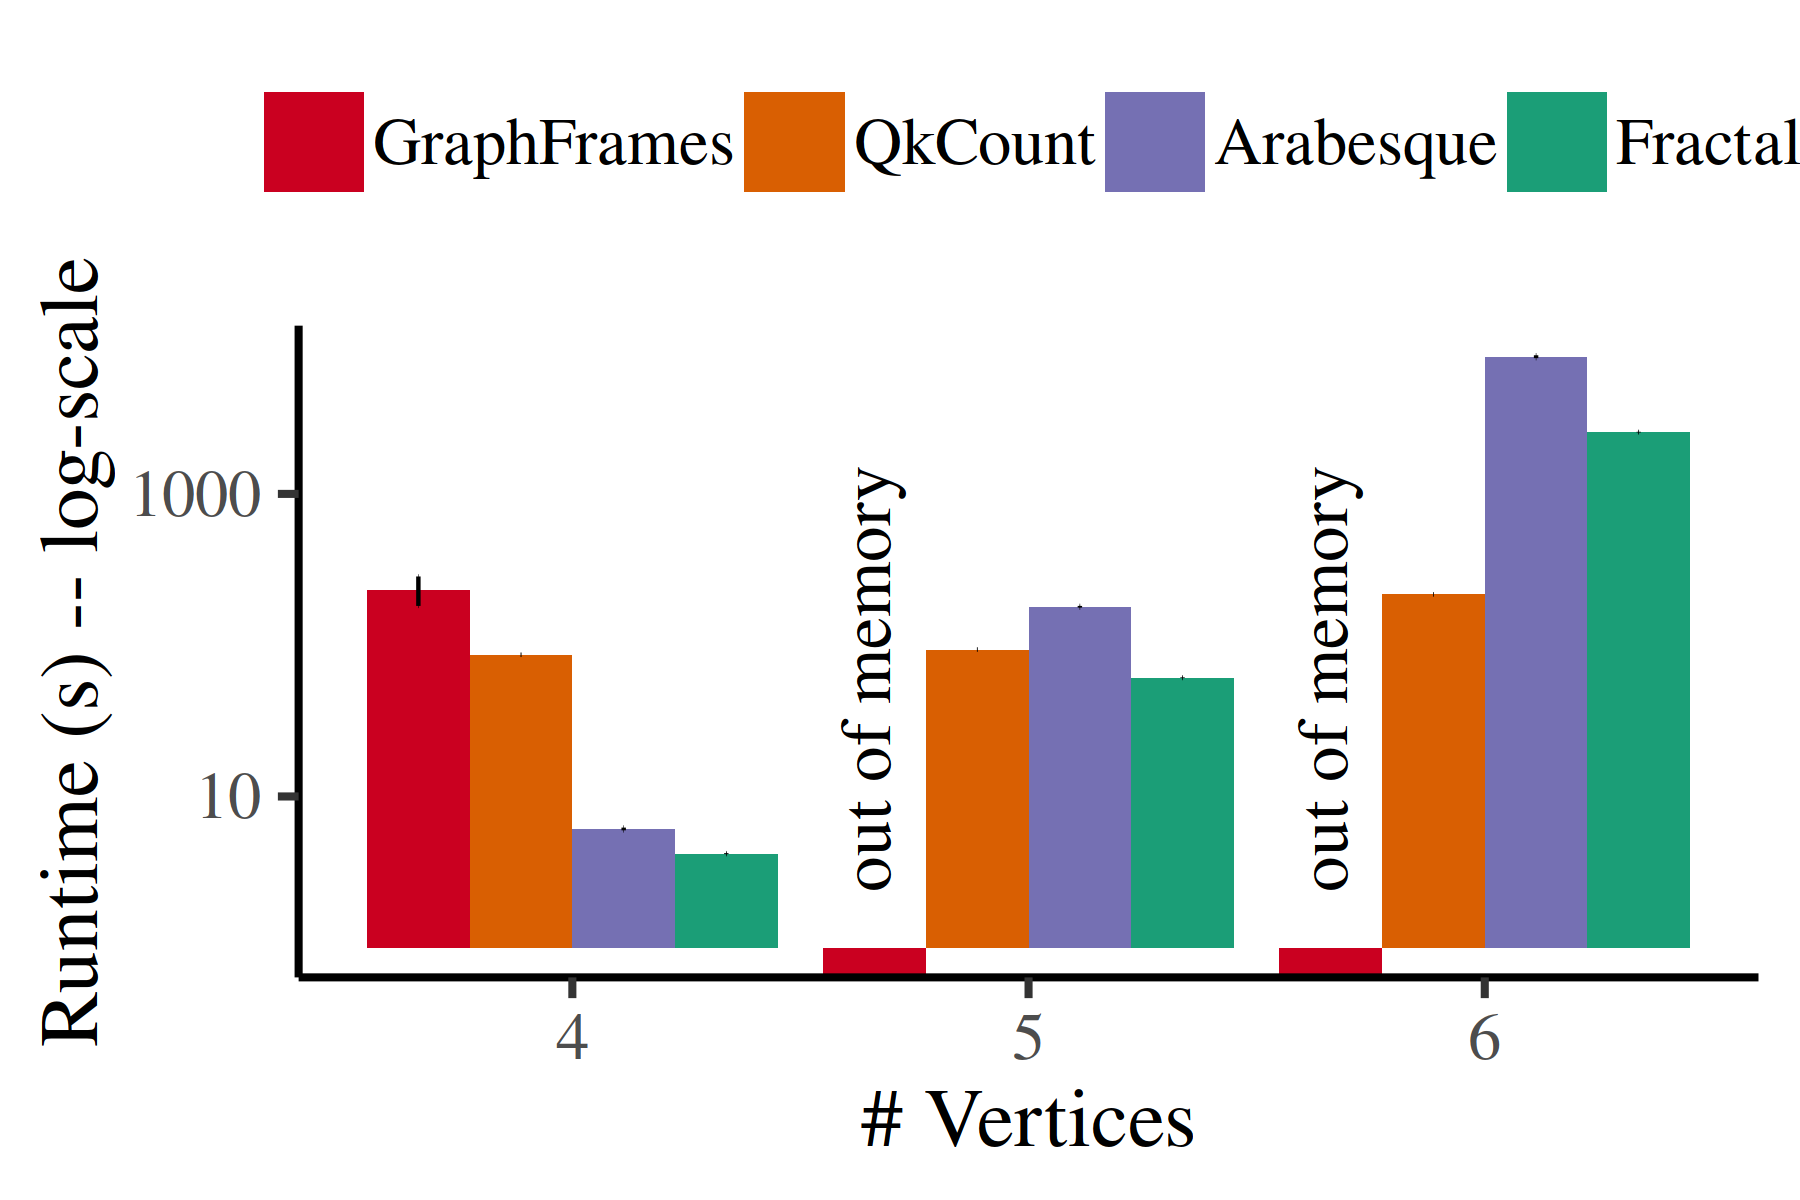 GraphFrames QkCount Arabesque Fractal
Runtime (s) -- log-scale
1000
10
out of memory
out of memory
4 5 6
# Vertices